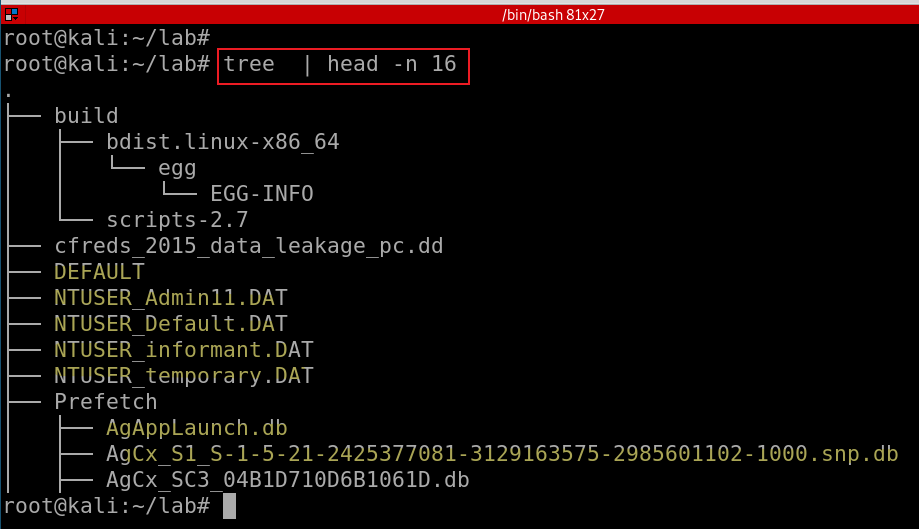 /bin/bash 81x27
root@kali:~/lab#
root@kali:~/lab# tree  | head -n 16
.
├── build
│   ├── bdist.linux-x86_64
│   │   └── egg
│   │       └── EGG-INFO
│   └── scripts-2.7
├── cfreds_2015_data_leakage_pc.dd
├── DEFAULT
├── NTUSER_Admin11.DAT
├── NTUSER_Default.DAT
├── NTUSER_informant.DAT
├── NTUSER_temporary.DAT
├── Prefetch
│   ├── AgAppLaunch.db
│   ├── AgCx_S1_S-1-5-21-2425377081-3129163575-2985601102-1000.snp.db
│   ├── AgCx_SC3_04B1D710D6B1061D.db
root@kali:~/lab#